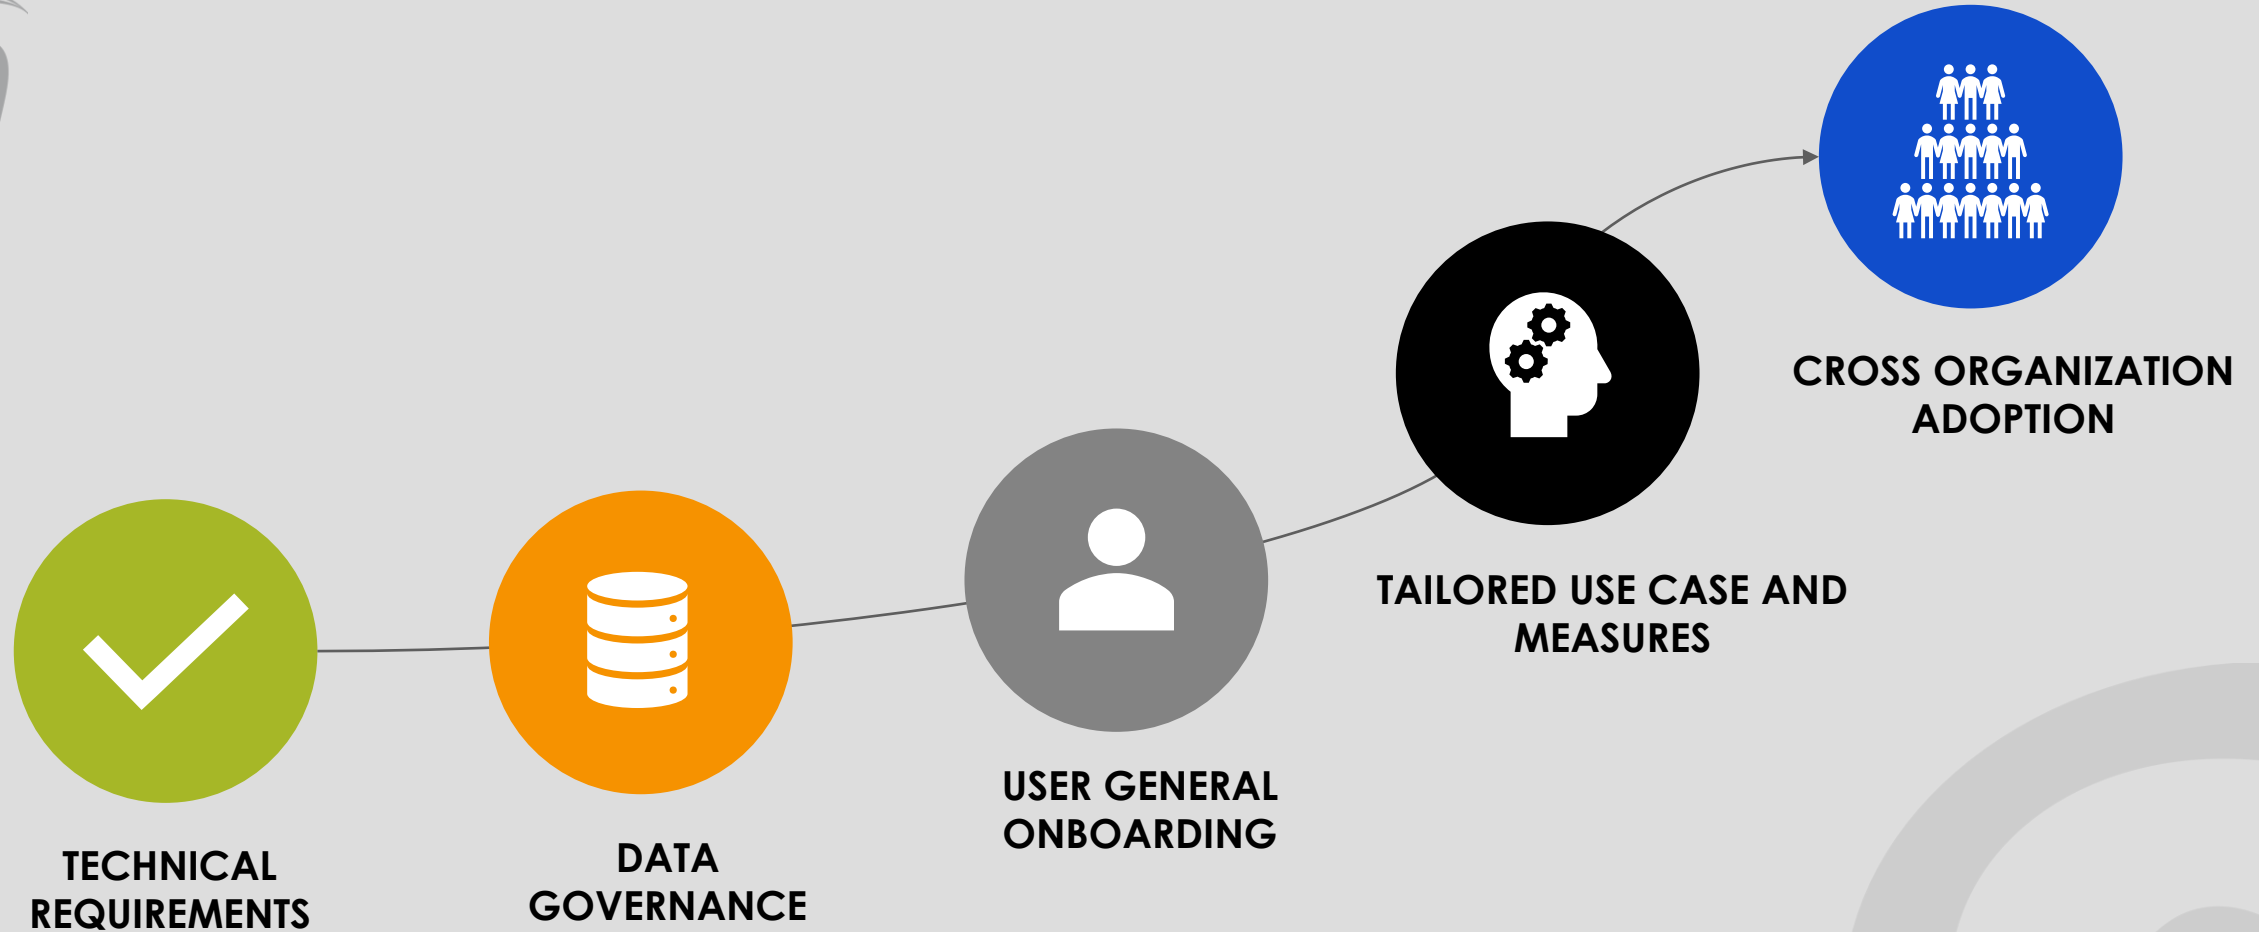 TECHNICAL
REQUIREMENTS
DATA
GOVERNANCE
USER GENERAL
ONBOARDING
TAILORED USE CASE AND
MEASURES
CROSS ORGANIZATION
ADOPTION